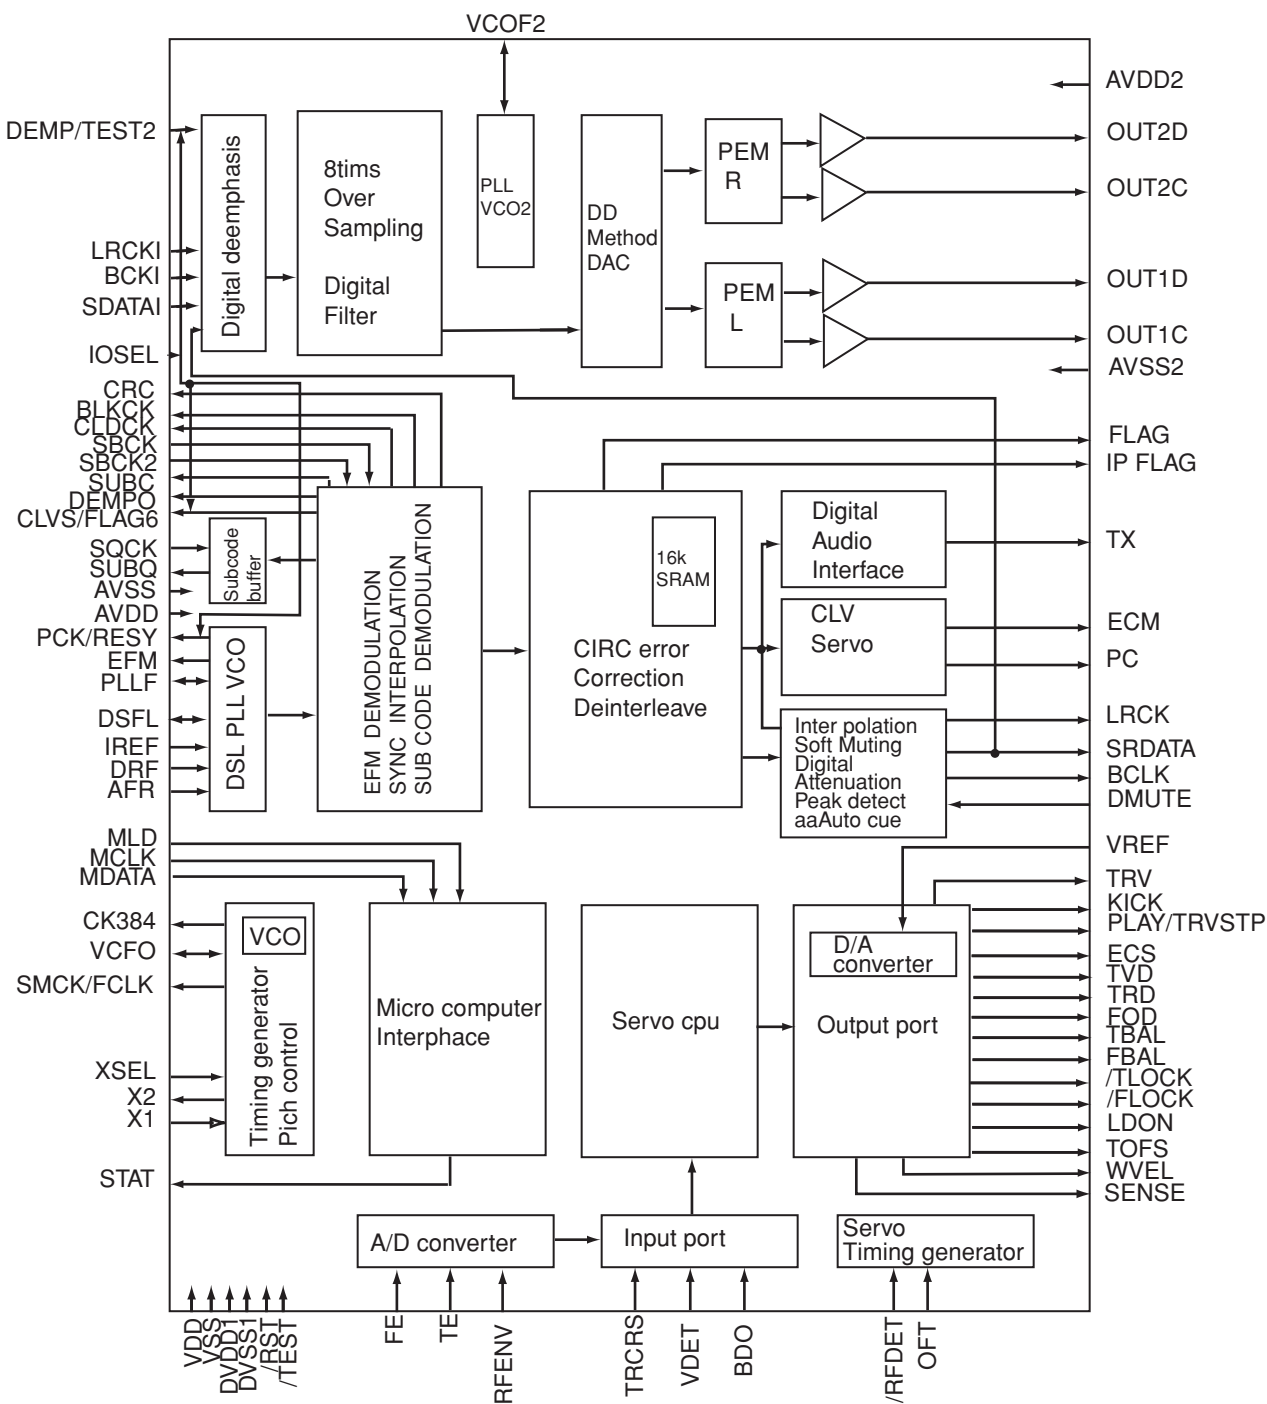 VCOF2
AVDD2
DEMP/TEST2
OUT2D
OUT2C
LRCKI
BCKI
SDATAI
OUT1D
OUT1C
IOSEL
AVSS2
Digital deemphasis
8tims
Over
Sampling
Digital
Filter
PLL
VCO2
DD
Method
DAC
PEM
R
PEM
L
CRC
BLKCK
CLDCK
SBCK
SBCK2
SUBC
DEMPO
CLVS/FLAG6
SQCK
SUBQ
AVSS
AVDD
PCK/RESY
EFM
PLLF
DSFL
IREF
DRF
ARF
Subcode
buffer
DSL PLL VCO
EFM DEMODULATION
SYNC INTERPOLATION
SUB CODE DEMODULATION
16k
SRAM
CIRC error
Correction
Deinterleave
Digital
Audio
Interface
CLV
Servo
Inter polation
Soft Muting
Digital
Attenuation
Peak detect
aaAuto cue
FLAG
IP FLAG
TX
ECM
PC
LRCK
SRDATA
BCLK
DMUTE
MLD
MCLK
MDATA
CK384
VCFO
SMCK/FCLK
XSEL
X2
X1
STAT
VCO
Timing generator
Pich control
Micro computer
Interphace
Servo cpu
D/A
converter
Output port
VREF
TRV
KICK
PLAY/TRVSTP
ECS
TVD
TRD
FOD
TBAL
FBAL
/TLOCK
/FLOCK
LDON
TOFS
WVEL
SENSE
A/D converter
Input port
Servo
Timing generator
VDD
VSS
DVDD1
DVSS1
/RST
/TEST
FE
TE
RFENV
TRCRS
VDET
BDO
/RFDET
OFT